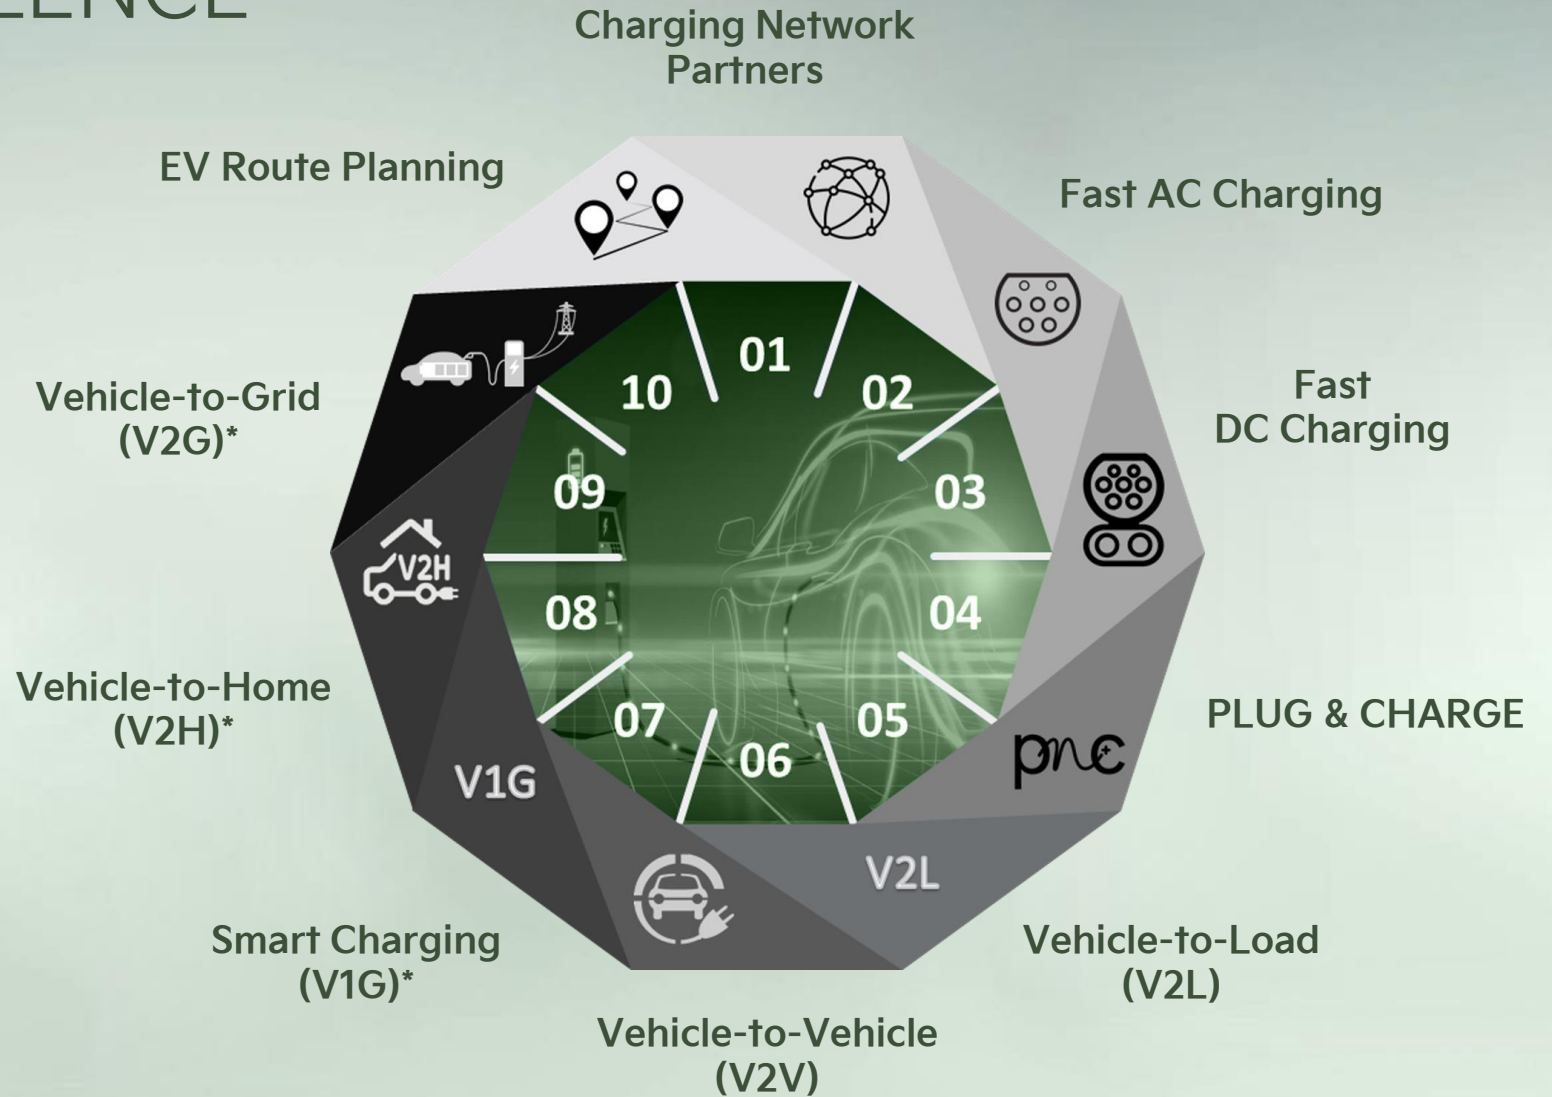 Charging Network
Partners
EV Route Planning
Fast AC Charging
Fast
DC Charging
Vehicle-to-Grid
(V2G)*
01
10
02
09
03
V2H
08
04
Vehicle-to-Home
(V2H)*
07
05
06
PLUG & CHARGE
pnc
V1G
V2L
Smart Charging
(V1G)*
Vehicle-to-Load
(V2L)
Vehicle-to-Vehicle
(V2V)